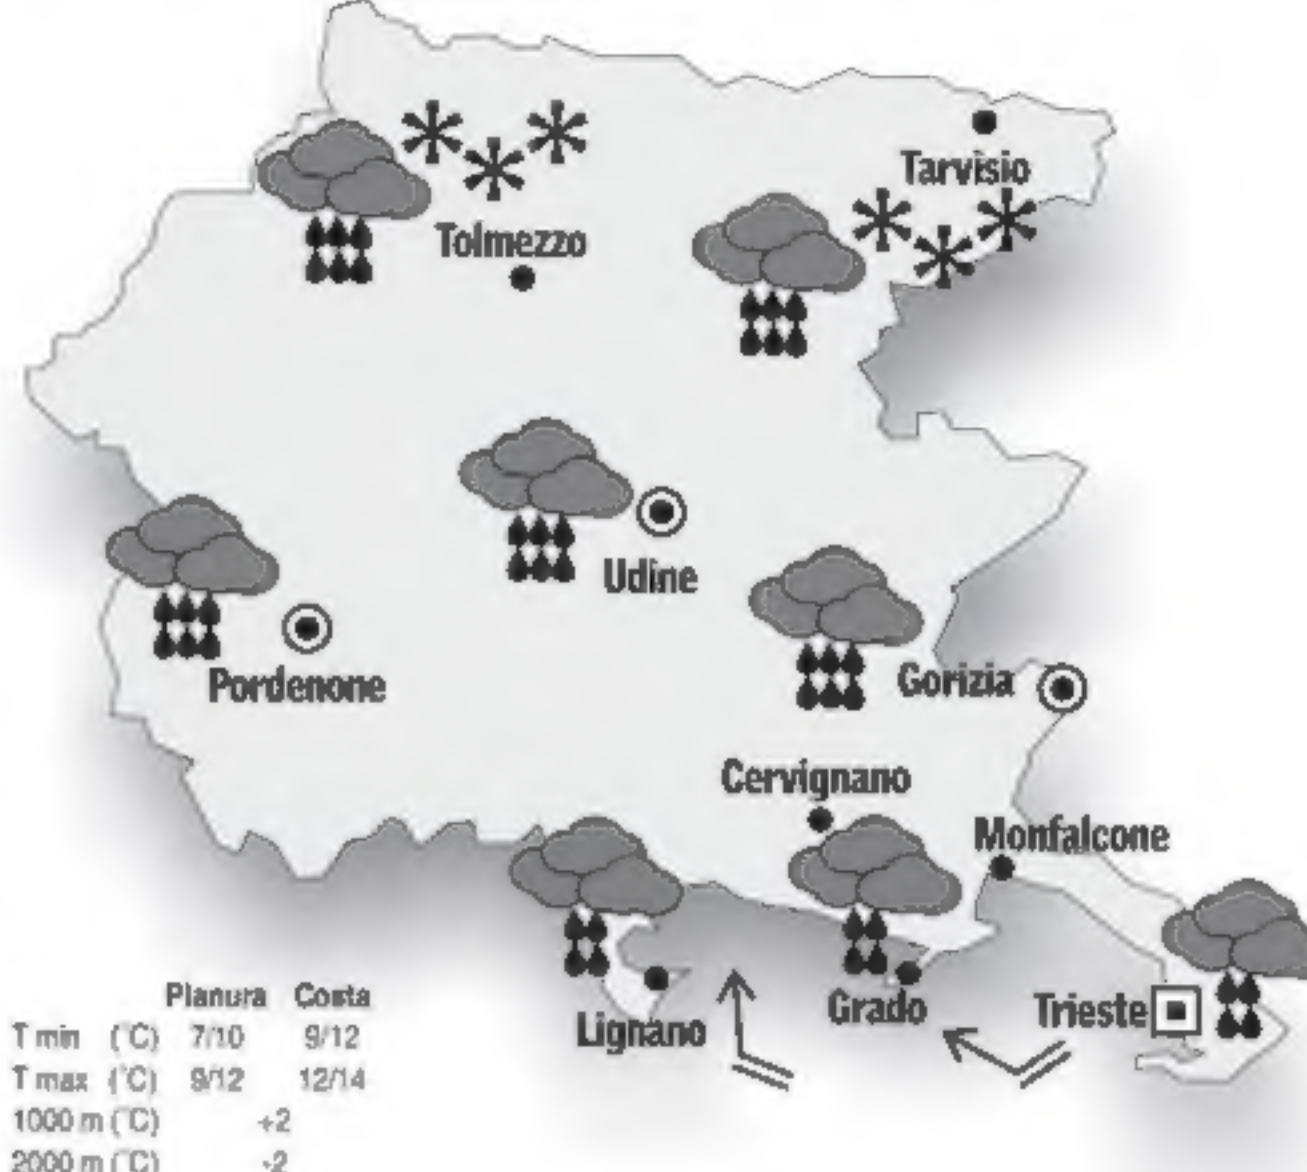 Tarvisio
Tolmezzo
Udine
Pordenone
Gorizia
Cervignano
Monfalcone
Grado
Trieste
Lignano
Pianura Costa
T min (°C) 7/10 9/12
T max (°C) 9/12 12/14
1000 m (°C) +2
2000 m (°C) -2